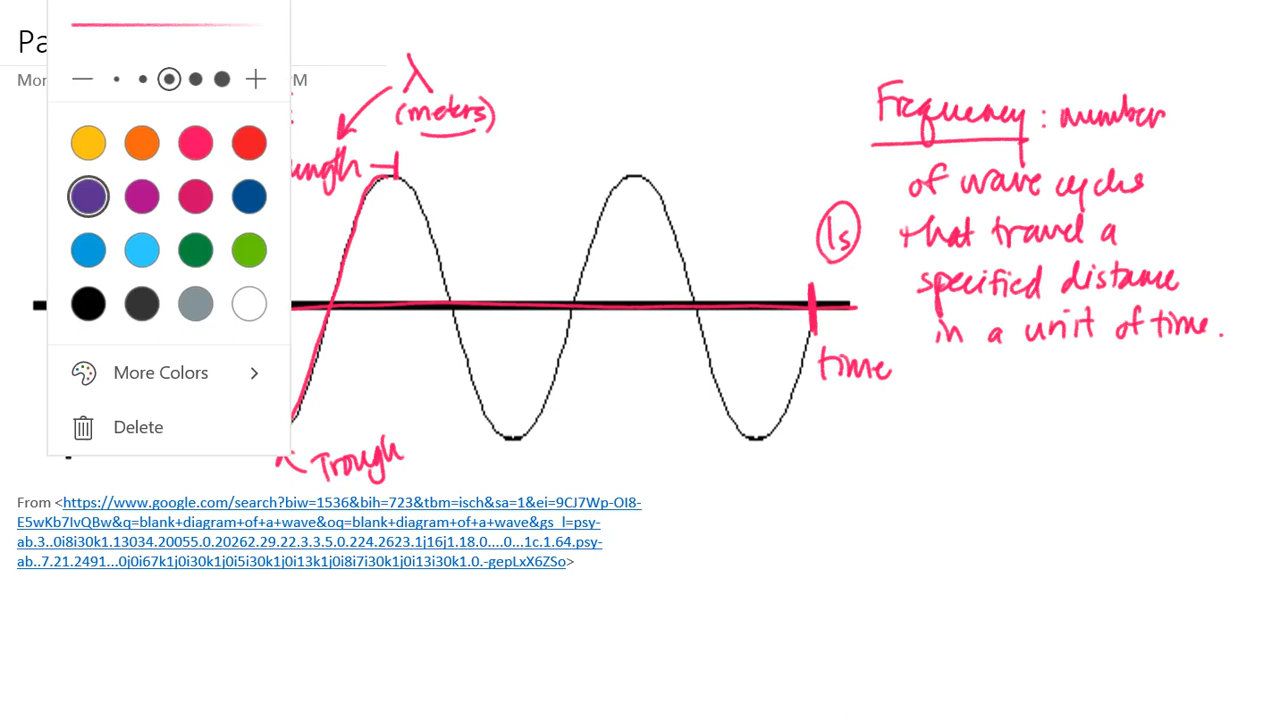 Pa
Mor
M
λ
(meters)
ength
Frequency : number
of wave cycles
that travel a
specified distance
in a unit of time.
1s
time
Trough
More Colors
Delete
From <https://www.google.com/search?biw=1536&bih=723&tbm=isch&sa=1&ei=9CJ7Wp-OI8-
E5wKb7IvQBw&q=blank+diagram+of+a+wave&oq=blank+diagram+of+a+wave&gs_l=psy-
ab.3..0i8i30k1.13034.20055.0.20262.29.22.3.3.5.0.224.2623.1j16j1.18.0....0...1c.1.64.psy-
ab..7.21.2491...0j0i67k1j0i30k1j0i5i30k1j0i13k1j0i8i7i30k1j0i13i30k1.0.-gepLxX6ZSo>